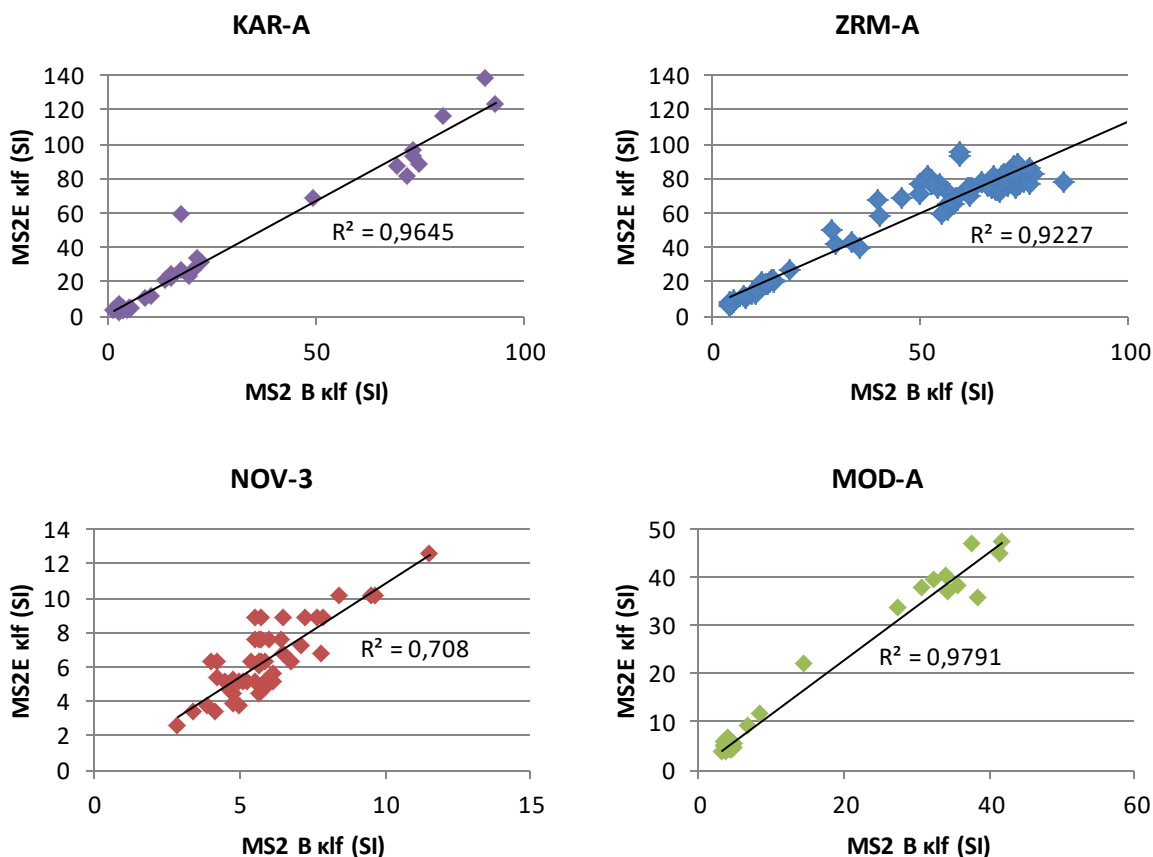 KAR-A
140
120
100
80
60
40
20
0
MS2E κlf (SI)
R² = 0,9645
0 50 100
MS2 B κlf (SI)
ZRM-A
140
120
100
80
60
40
20
0
MS2E κlf (SI)
R² = 0,9227
0 50 100
MS2 B κlf (SI)
NOV-3
14
12
10
8
6
4
2
0
MS2E κlf (SI)
R² = 0,708
0 5 10 15
MS2 B κlf (SI)
MOD-A
50
40
30
20
10
0
MS2E κlf (SI)
R² = 0,9791
0 20 40 60
MS2 B κlf (SI)